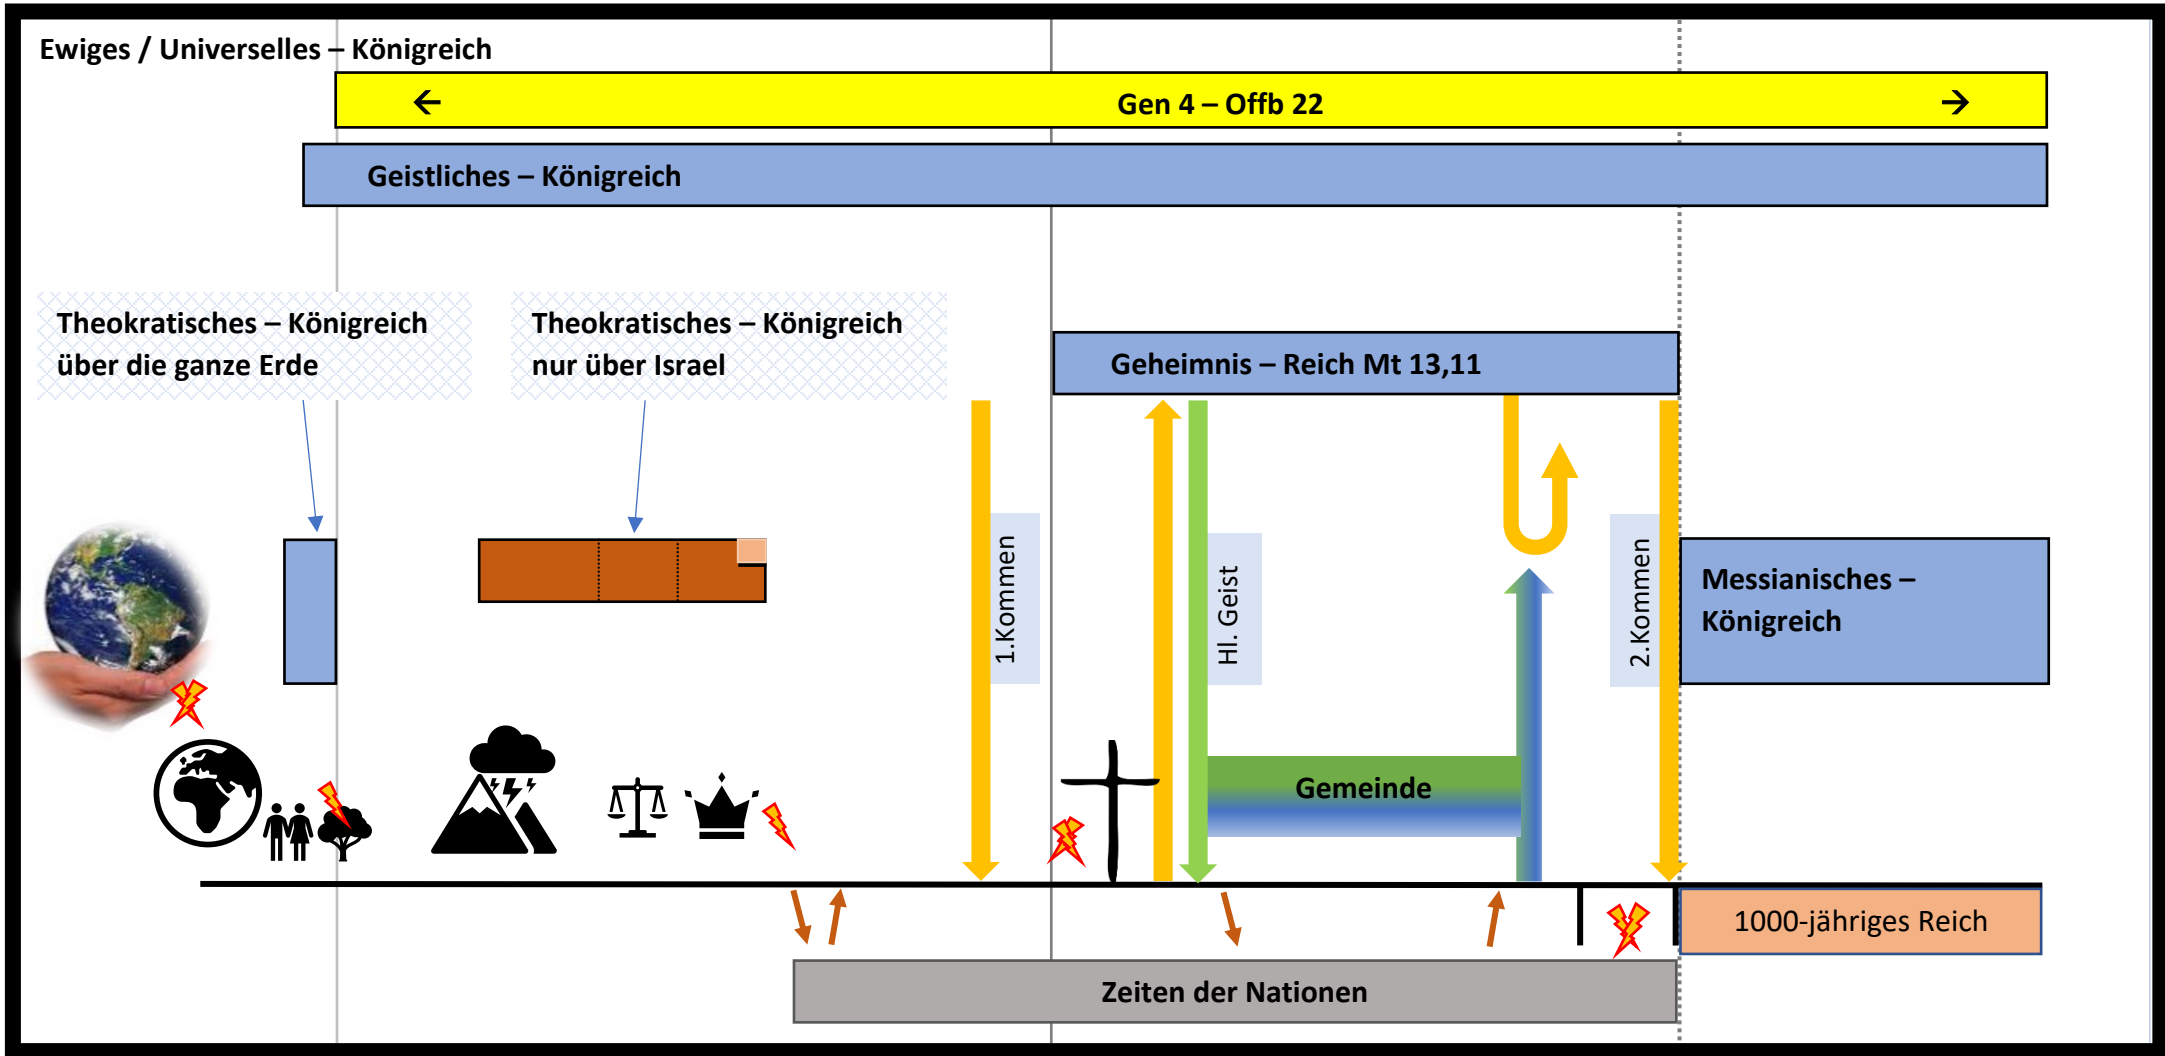 Ewiges / Universelles – Königreich
← Gen 4 – Offb 22 →
Geistliches – Königreich
Theokratisches – Königreich
über die ganze Erde
Theokratisches – Königreich
nur über Israel
Geheimnis – Reich Mt 13,11
1.Kommen
Hl. Geist
2.Kommen
Messianisches –
Königreich
Gemeinde
1000-jähriges Reich
Zeiten der Nationen